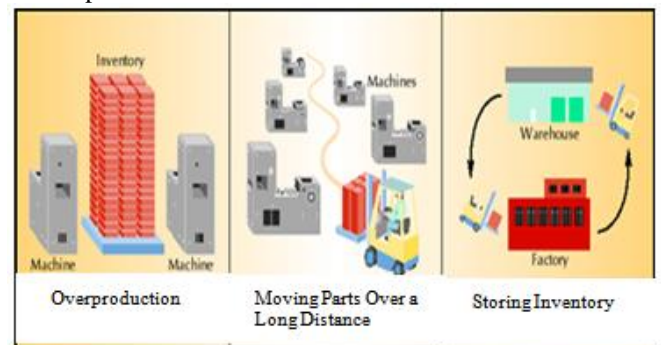 Inventory
Machine
Machine
Overproduction
Machines
Moving Parts Over a
Long Distance
Warehouse
Factory
Storing Inventory